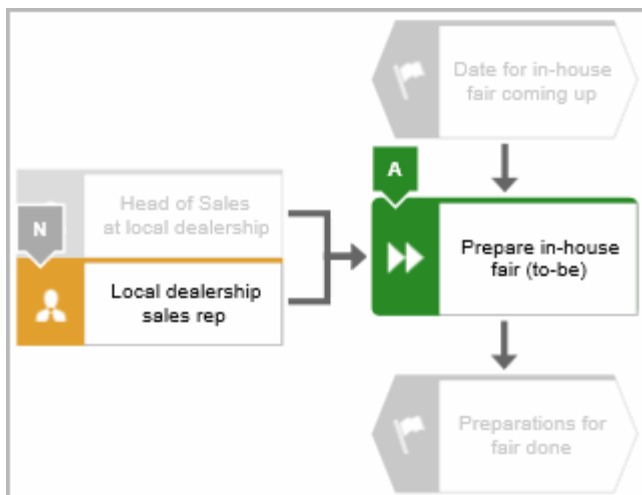 Date for in-house
fair coming up
A
Head of Sales
at local dealership
N
Prepare in-house
fair (to-be)
Local dealership
sales rep
Preparations for
fair done